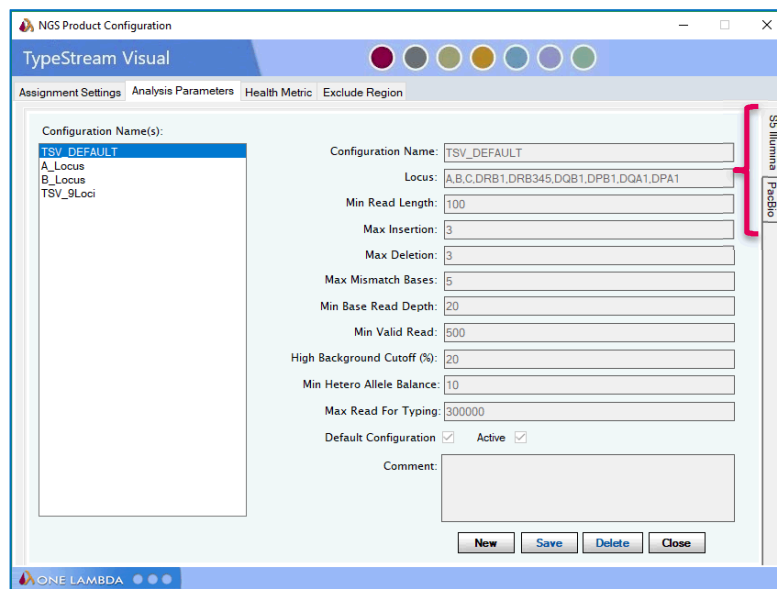 NGS Product Configuration
TypeStream Visual
Assignment Settings Analysis Parameters Health Metric Exclude Region
S5 Illumina
PacBio
Configuration Name(s):
TSV_DEFAULT
A_Locus
B_Locus
TSV_9Loci
Configuration Name: TSV_DEFAULT
Locus: A,B,C,DRB1,DRB345,DQB1,DPB1,DQA1,DPA1
Min Read Length: 100
Max Insertion: 3
Max Deletion: 3
Max Mismatch Bases: 5
Min Base Read Depth: 20
Min Valid Read: 500
High Background Cutoff (%): 20
Min Hetero Allele Balance: 10
Max Read For Typing: 300000
Default Configuration Active
Comment:
New Save Delete Close
ONE LAMBDA